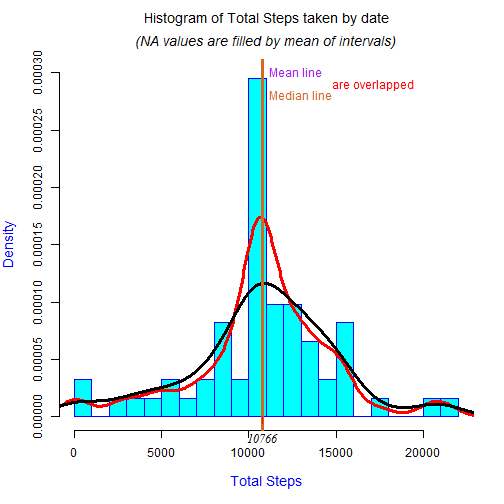 Histogram of Total Steps taken by date
(NA values are filled by mean of intervals)
Mean line
are overlapped
Median line
Density
0.00030
0.00025
0.00020
0.00015
0.00010
0.00005
0.00000
10766
0 5000 10000 15000 20000
Total Steps